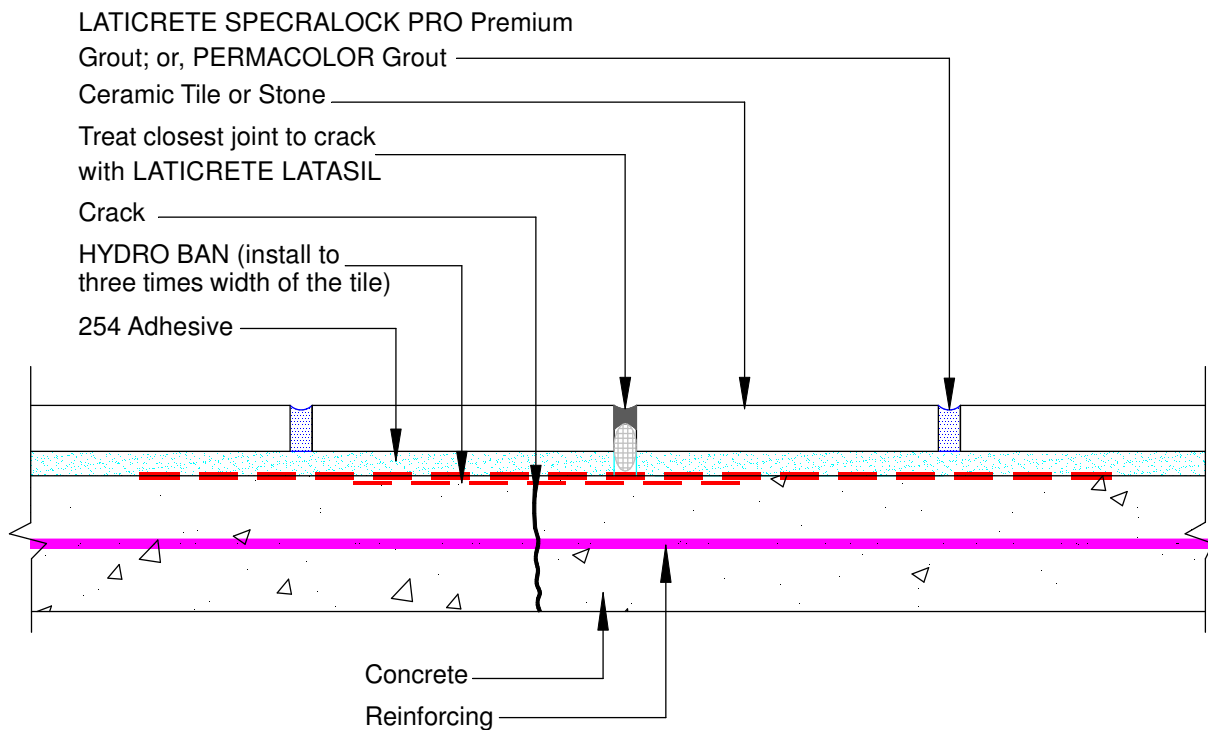 LATICRETE SPECRALOCK PRO Premium
Grout; or, PERMACOLOR Grout
Ceramic Tile or Stone
Treat closest joint to crack
with LATICRETE LATASIL
Crack
HYDRO BAN (install to
three times width of the tile)
254 Adhesive
Concrete
Reinforcing